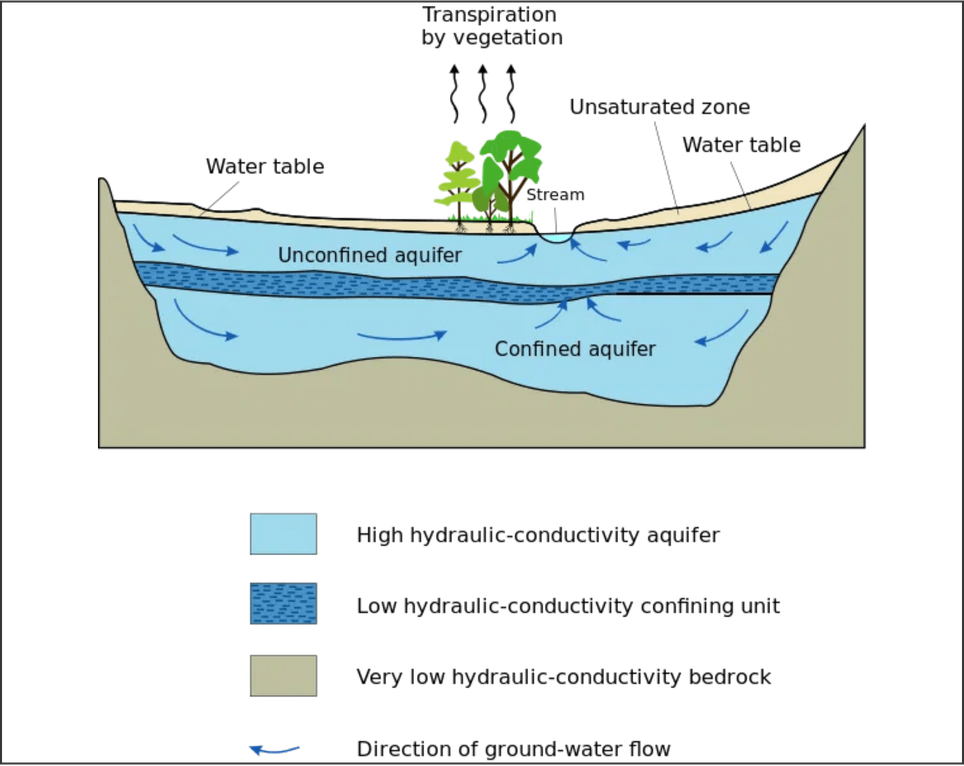 Transpiration
by vegetation
Unsaturated zone
Water table
Water table
Stream
Unconfined aquifer
Confined aquifer
High hydraulic-conductivity aquifer
Low hydraulic-conductivity confining unit
Very low hydraulic-conductivity bedrock
Direction of ground-water flow